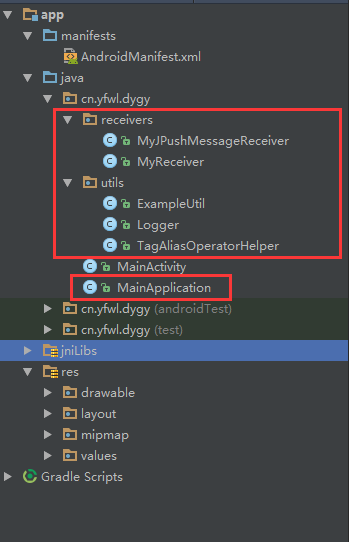 app
manifests
AndroidManifest.xml
java
cn.yfwl.dygy
receivers
MyJPushMessageReceiver
MyReceiver
utils
ExampleUtil
Logger
TagAliasOperatorHelper
MainActivity
MainApplication
cn.yfwl.dygy (androidTest)
cn.yfwl.dygy (test)
jniLibs
res
drawable
layout
mipmap
values
Gradle Scripts